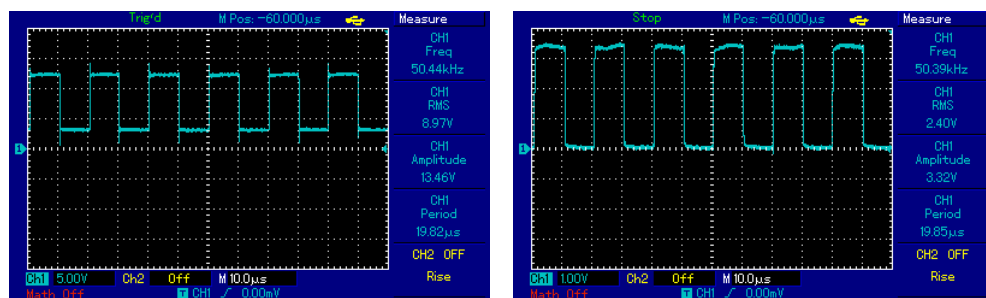 Trig'd M Pos: -60.000µs Measure
CH1
Freq
50.44kHz
CH1
RMS
8.97V
1
CH1
Amplitude
13.46V
CH1
Period
19.82µs
CH2 OFF
Ch1 5.00V Ch2 Off M 10.0µs Rise
Math Off T CH1 0.00mV
Stop M Pos: -60.000µs Measure
CH1
Freq
50.39kHz
CH1
RMS
2.40V
1
CH1
Amplitude
3.32V
CH1
Period
19.85µs
CH2 OFF
Ch1 1.00V Ch2 Off M 10.0µs Rise
Math Off T CH1 0.00mV